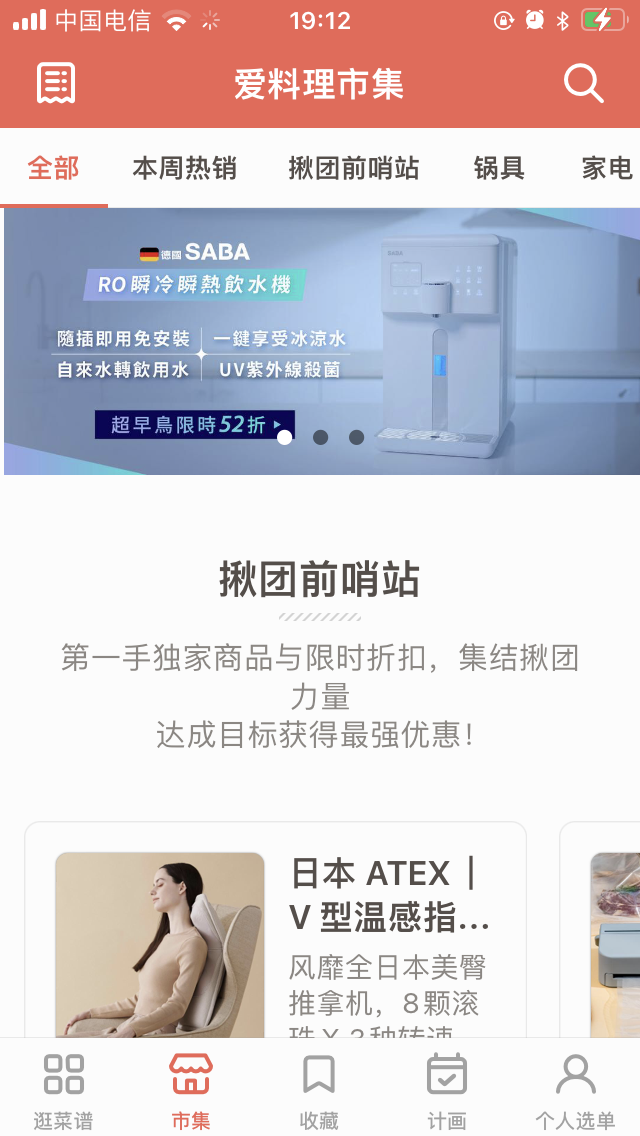 中国电信
19:12
爱料理市集
全部
本周热销
揪团前哨站
锅具
家电
德國 SABA
RO瞬冷瞬熱飲水機
隨插即用免安裝
一鍵享受冰涼水
自來水轉飲用水
UV紫外線殺菌
超早鳥限時52折
SABA
揪团前哨站
第一手独家商品与限时折扣，集结揪团
力量
达成目标获得最强优惠！
日本 ATEX｜
V 型温感指...
风靡全日本美臀
推拿机，８颗滚
珠 X 3种转速
逛菜谱
市集
收藏
计画
个人选单